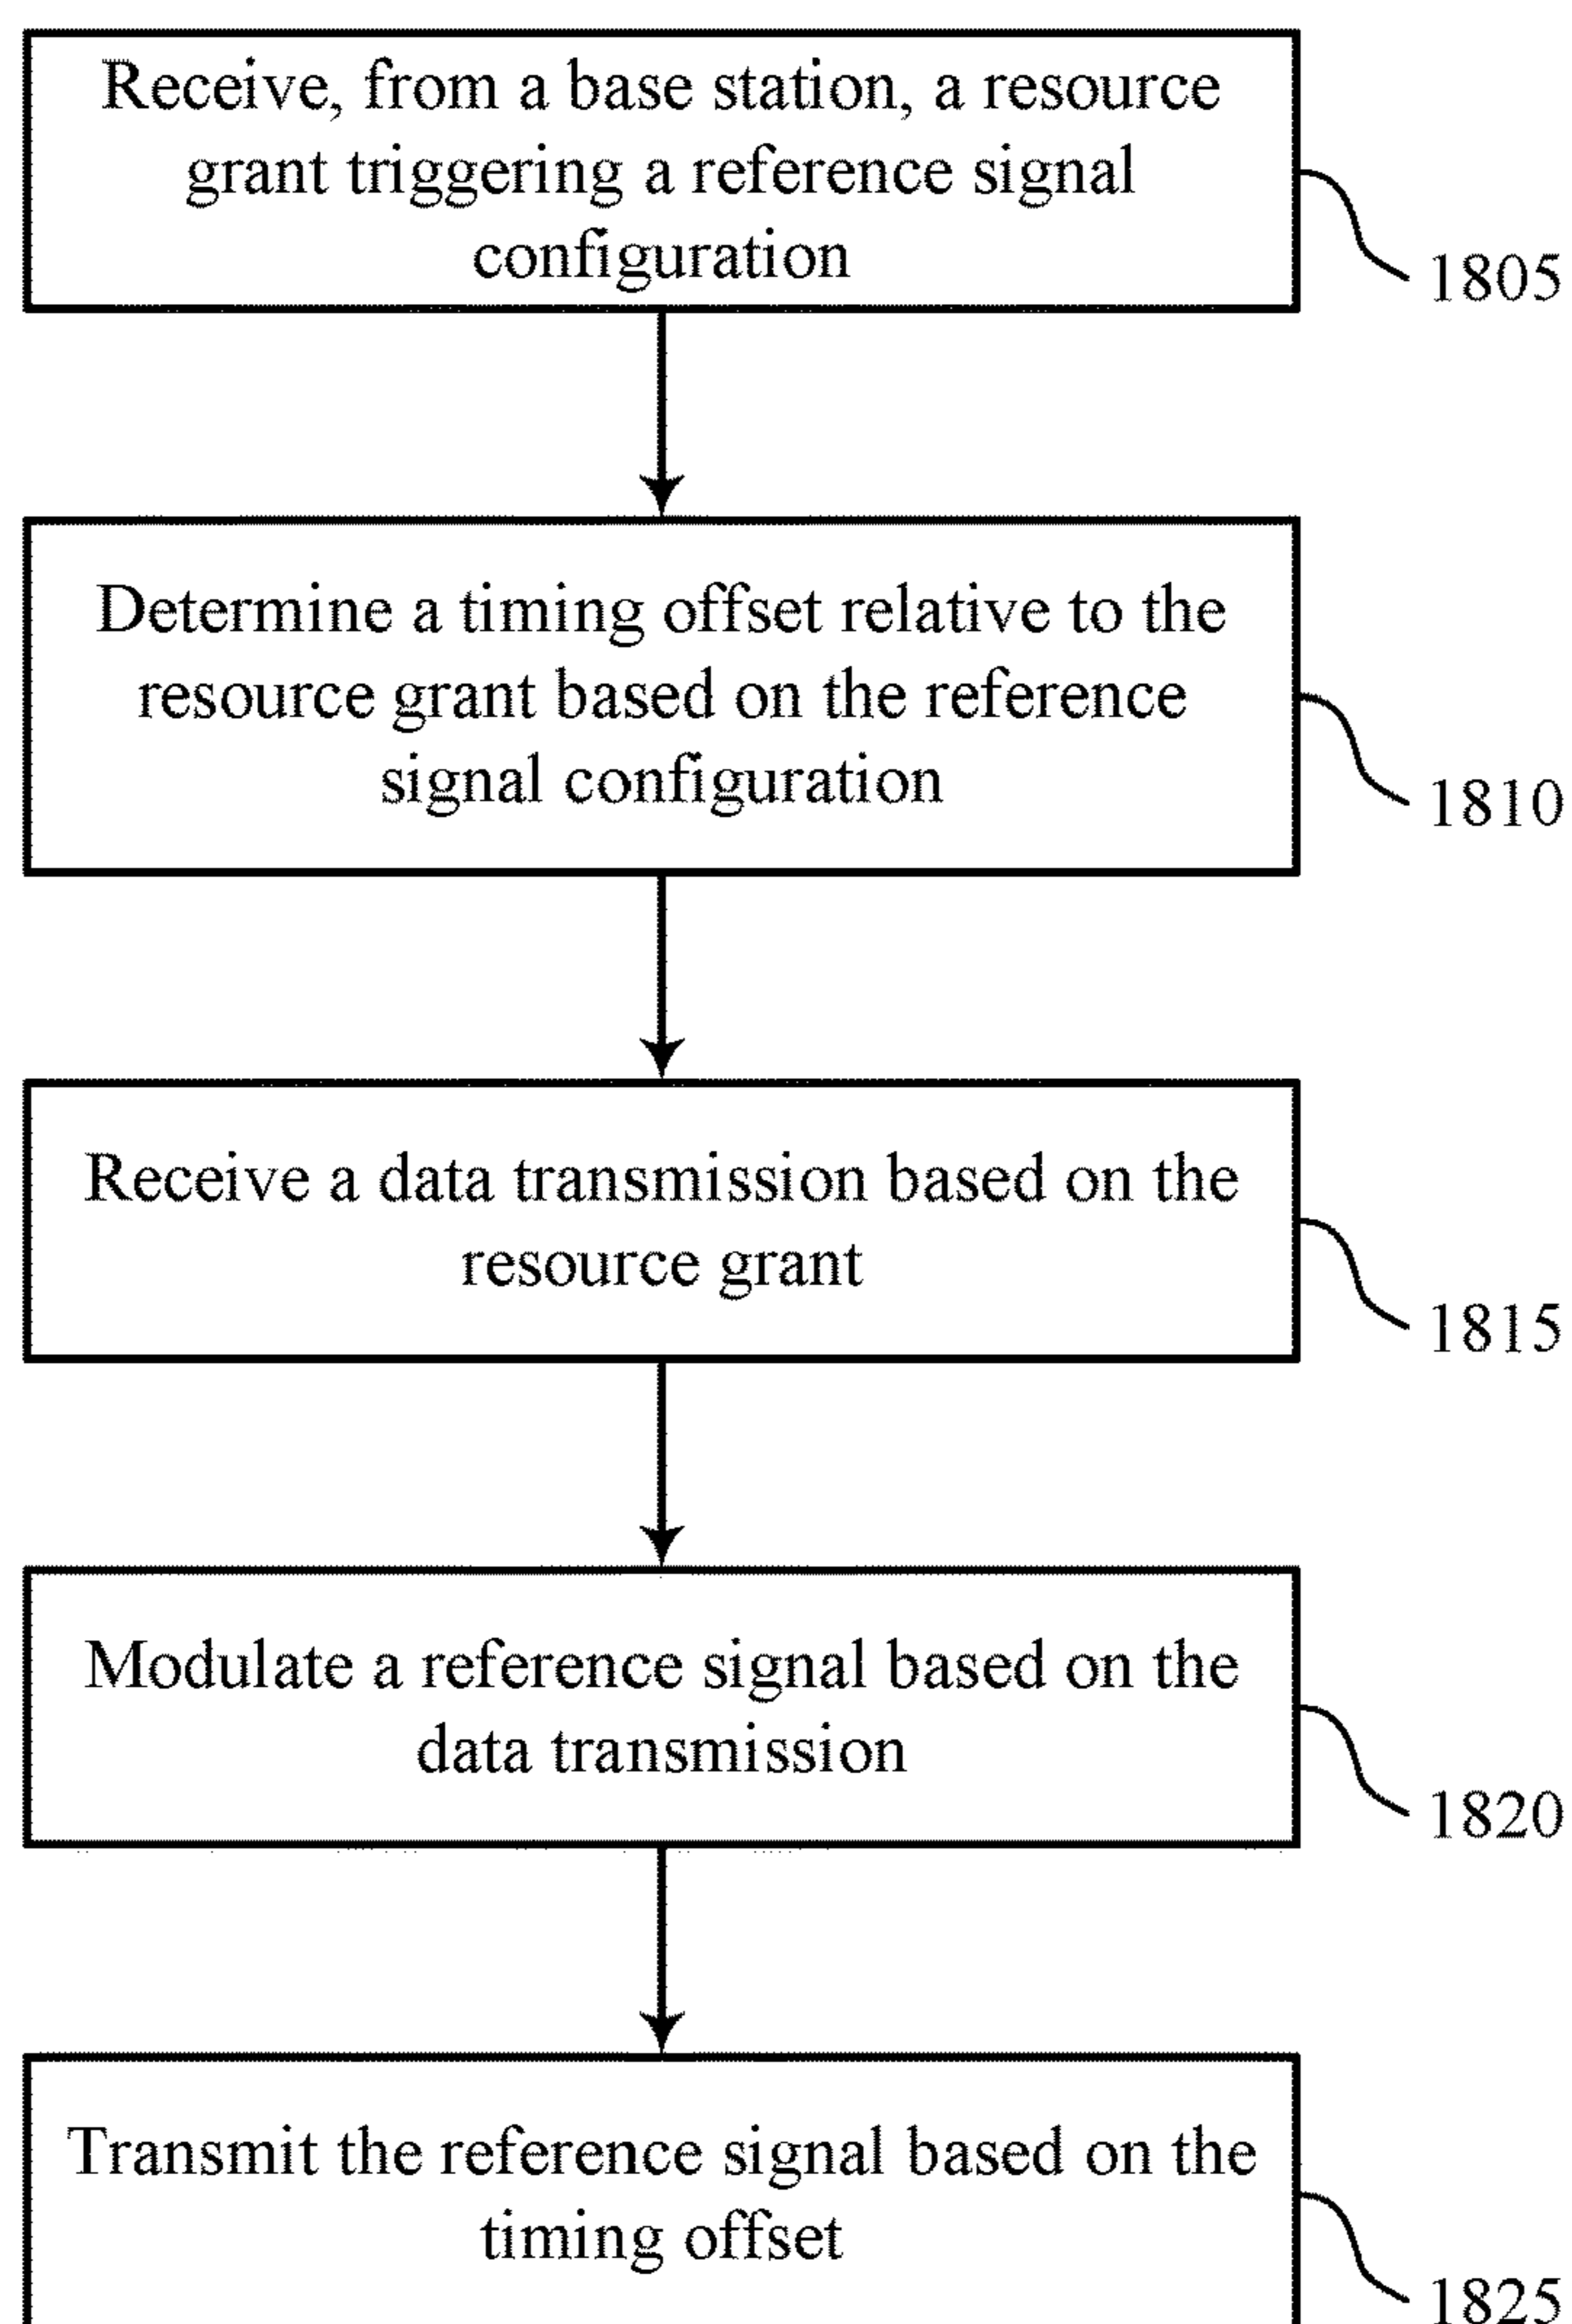 Receive, from a base station, a resource
grant triggering a reference signal
configuration
1805
Determine a timing offset relative to the
resource grant based on the reference
signal configuration
1810
Receive a data transmission based on the
resource grant
1815
Modulate a reference signal based on the
data transmission
1820
Transmit the reference signal based on the
timing offset
1825